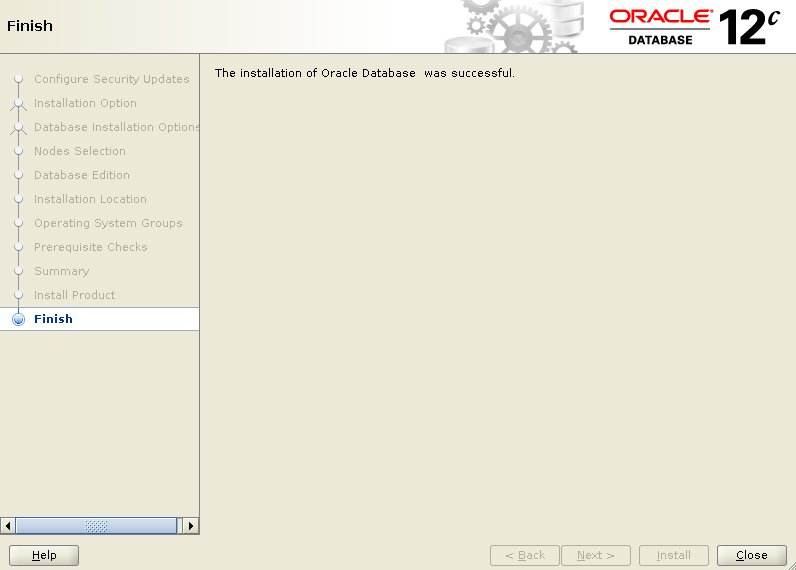 Finish
ORACLE®
DATABASE
12c
Configure Security Updates
Installation Option
Database Installation Options
Nodes Selection
Database Edition
Installation Location
Operating System Groups
Prerequisite Checks
Summary
Install Product
Finish
The installation of Oracle Database  was successful.
Help
< Back
Next >
Install
Close